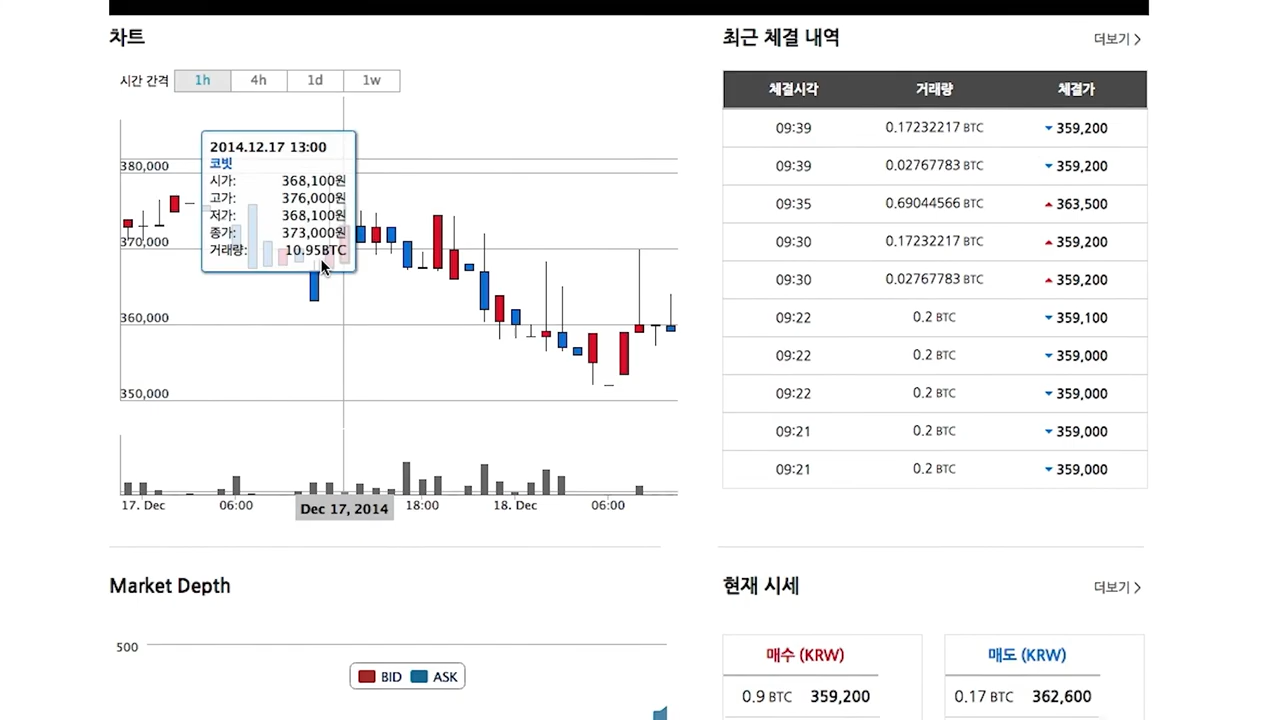 차트
시간 간격 1h 4h 1d 1w
2014.12.17 13:00
코빗
시가: 368,100원
고가: 376,000원
저가: 368,100원
종가: 373,000원
거래량: 10.95BTC
380,000
370,000
360,000
350,000
17. Dec 06:00 Dec 17, 2014 18:00 18. Dec 06:00
최근 체결 내역 더보기 >
체결시각 거래량 체결가
09:39 0.17232217 BTC 359,200
09:39 0.02767783 BTC 359,200
09:35 0.69044566 BTC 363,500
09:30 0.17232217 BTC 359,200
09:30 0.02767783 BTC 359,200
09:22 0.2 BTC 359,100
09:22 0.2 BTC 359,000
09:22 0.2 BTC 359,000
09:21 0.2 BTC 359,000
09:21 0.2 BTC 359,000
Market Depth
500
BID ASK
현재 시세 더보기 >
매수 (KRW) 매도 (KRW)
0.9 BTC 359,200 0.17 BTC 362,600